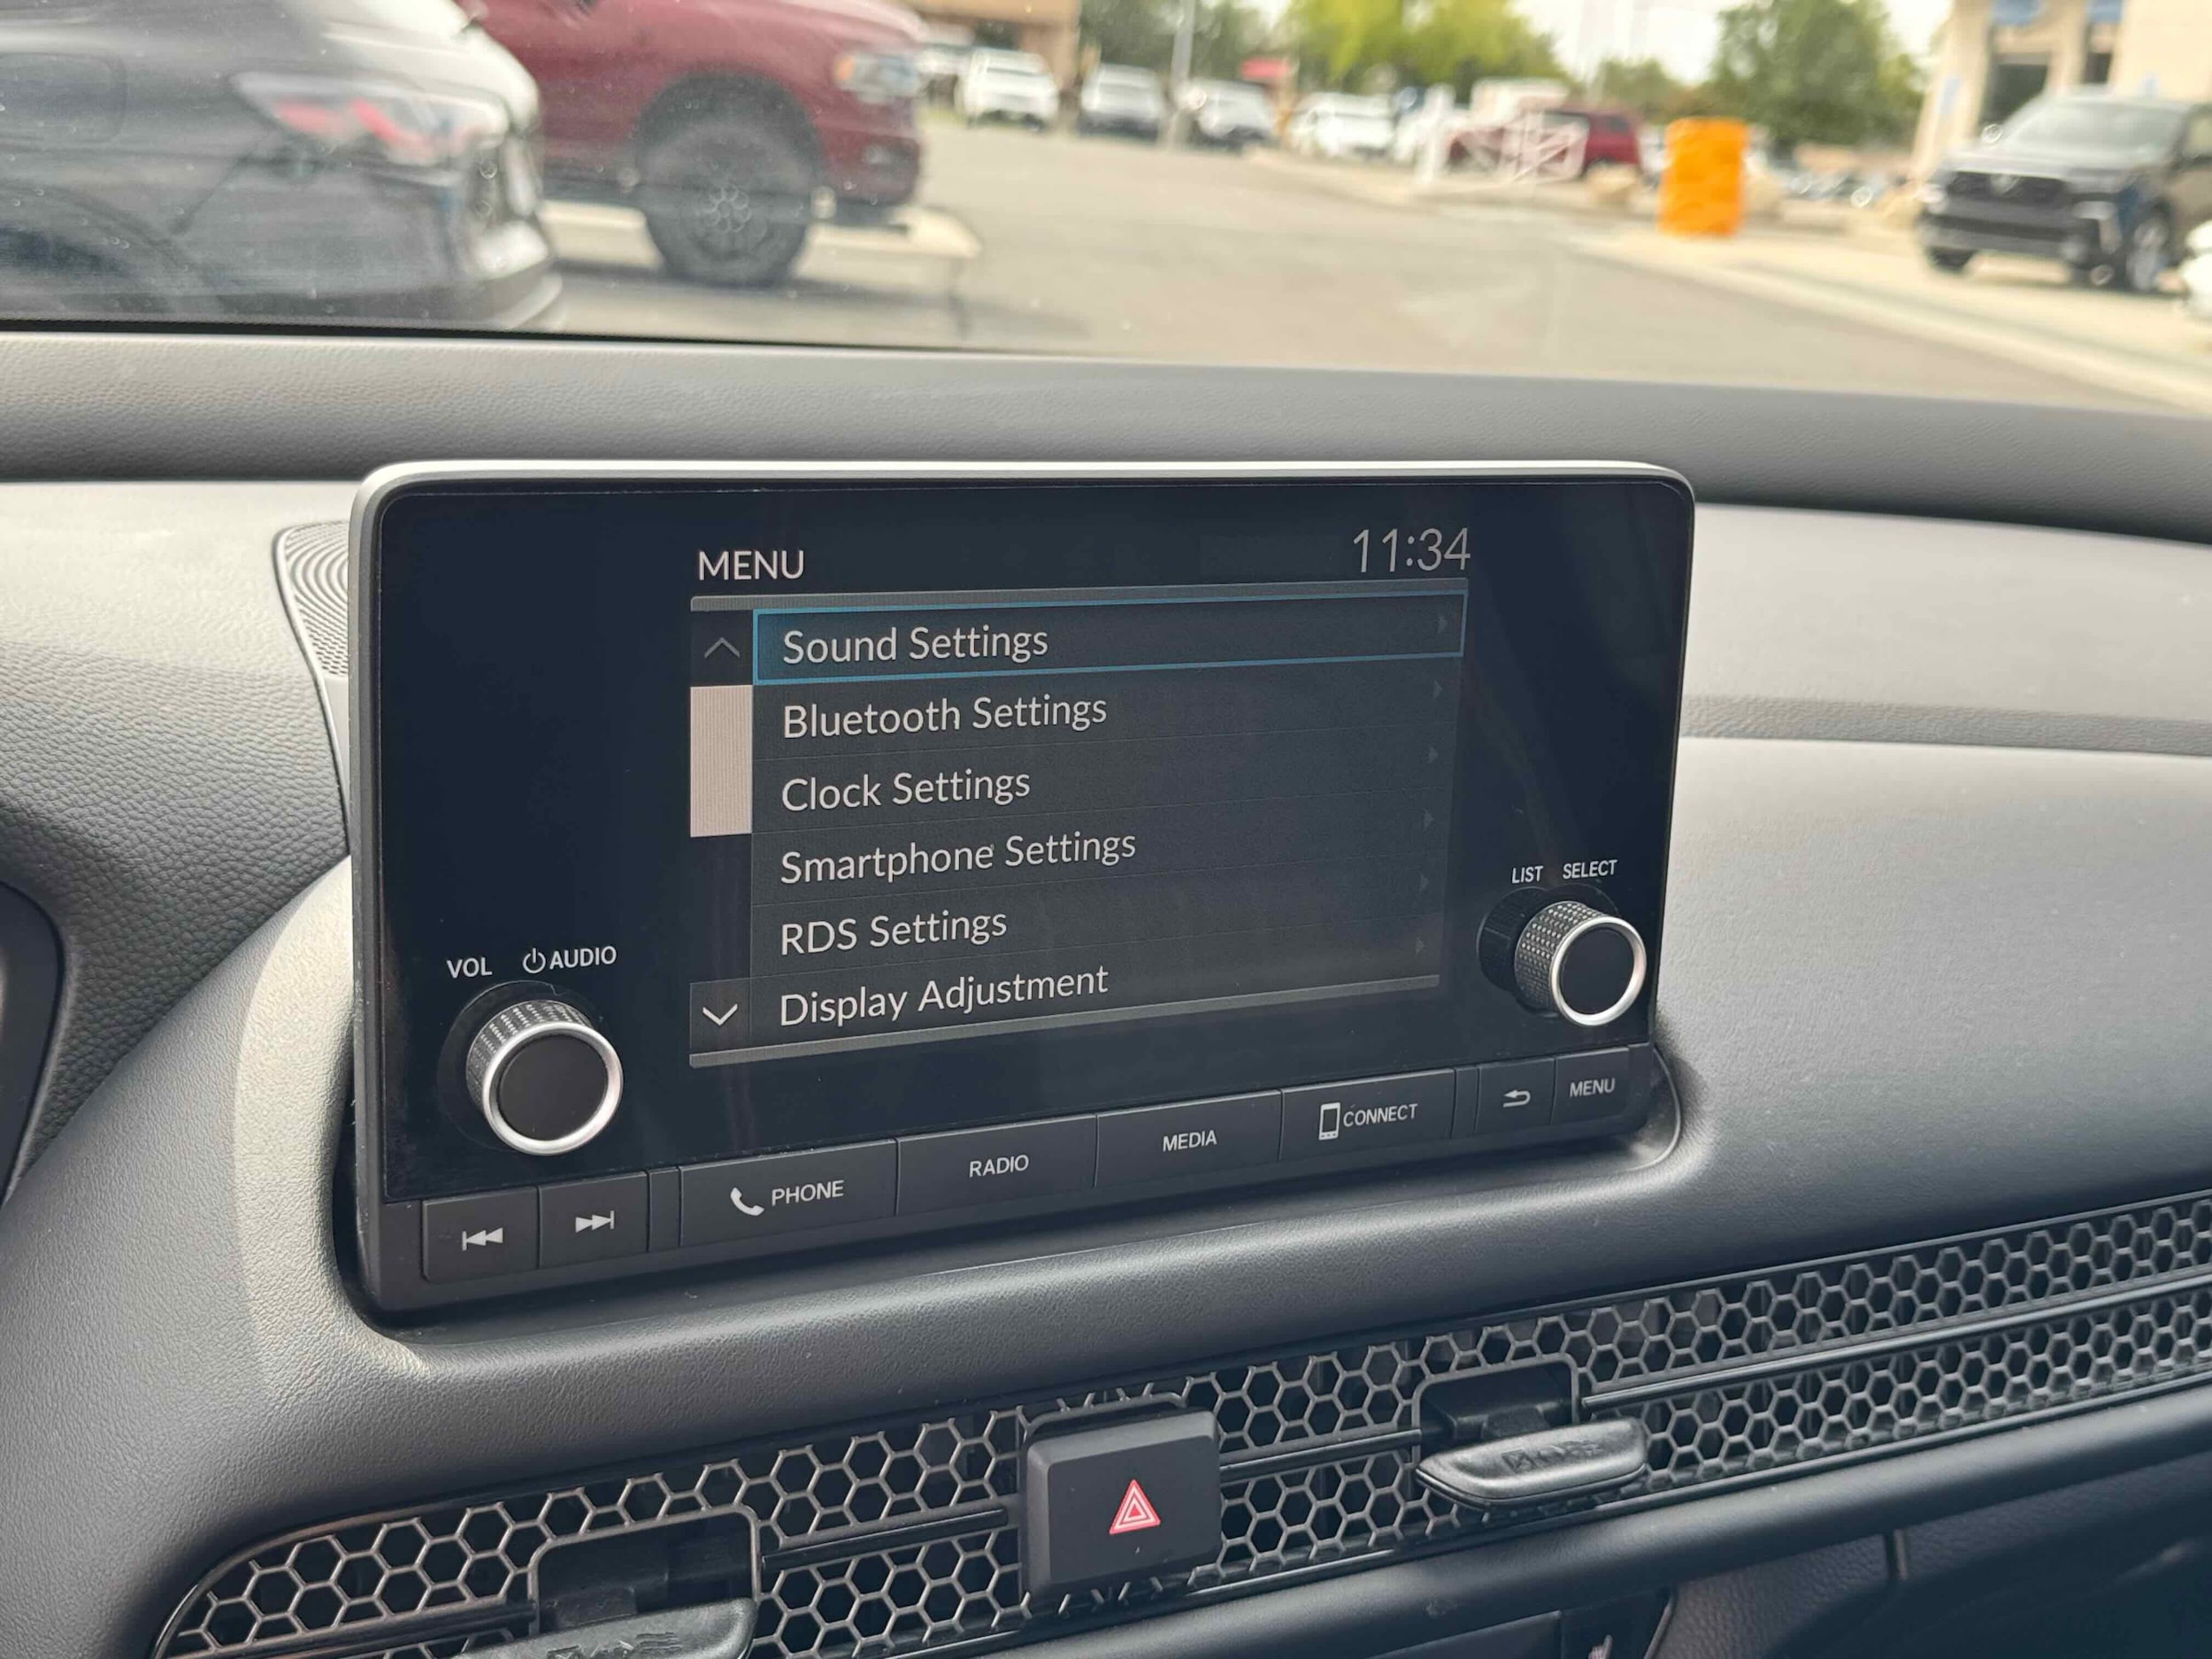 MENU
11:34
Sound Settings
Bluetooth Settings
Clock Settings
Smartphone Settings
RDS Settings
Display Adjustment
LIST SELECT
VOL AUDIO
PHONE
RADIO
MEDIA
CONNECT
MENU